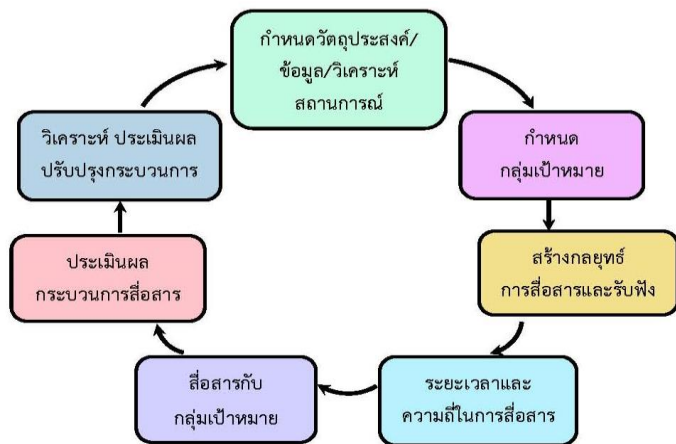 กำหนดวัตถุประสงค์/
ข้อมูล/วิเคราะห์
สถานการณ์
กำหนด
กลุ่มเป้าหมาย
สร้างกลยุทธ์
การสื่อสารและรับฟัง
ระยะเวลาและ
ความถี่ในการสื่อสาร
สื่อสารกับ
กลุ่มเป้าหมาย
ประเมินผล
กระบวนการสื่อสาร
วิเคราะห์ ประเมินผล
ปรับปรุงกระบวนการ